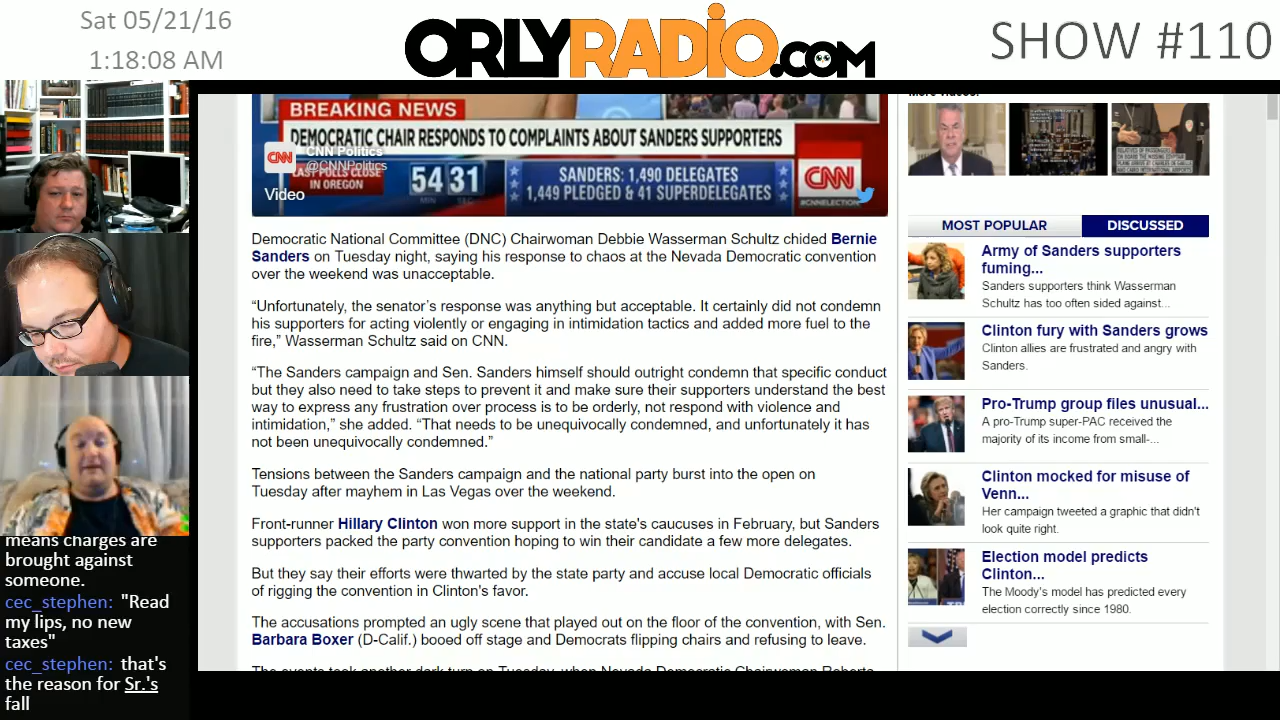 Sat 05/21/16
1:18:08 AM
ORLYRADIO.COM
SHOW #110
BREAKING NEWS
DEMOCRATIC CHAIR RESPONDS TO COMPLAINTS ABOUT SANDERS SUPPORTERS
CNN
CNN Politics
@CNNPolitics
LAST POLLS CLOSE
IN OREGON
54 31
MIN SEC
SANDERS: 1,490 DELEGATES
1,449 PLEDGED & 41 SUPERDELEGATES
CNN
#CNNELECTION
Video
Democratic National Committee (DNC) Chairwoman Debbie Wasserman Schultz chided Bernie
Sanders on Tuesday night, saying his response to chaos at the Nevada Democratic convention
over the weekend was unacceptable.
“Unfortunately, the senator’s response was anything but acceptable. It certainly did not condemn
his supporters for acting violently or engaging in intimidation tactics and added more fuel to the
fire,” Wasserman Schultz said on CNN.
“The Sanders campaign and Sen. Sanders himself should outright condemn that specific conduct
but they also need to take steps to prevent it and make sure their supporters understand the best
way to express any frustration over process is to be orderly, not respond with violence and
intimidation,” she added. “That needs to be unequivocally condemned, and unfortunately it has
not been unequivocally condemned.”
Tensions between the Sanders campaign and the national party burst into the open on
Tuesday after mayhem in Las Vegas over the weekend.
Front-runner Hillary Clinton won more support in the state's caucuses in February, but Sanders
supporters packed the party convention hoping to win their candidate a few more delegates.
But they say their efforts were thwarted by the state party and accuse local Democratic officials
of rigging the convention in Clinton's favor.
The accusations prompted an ugly scene that played out on the floor of the convention, with Sen.
Barbara Boxer (D-Calif.) booed off stage and Democrats flipping chairs and refusing to leave.
The events took another dark turn on Tuesday, when Nevada Democratic Chairwoman Roberta
More videos:
MOST POPULAR
DISCUSSED
Army of Sanders supporters
fuming...
Sanders supporters think Wasserman
Schultz has too often sided against...
Clinton fury with Sanders grows
Clinton allies are frustrated and angry with
Sanders.
Pro-Trump group files unusual...
A pro-Trump super-PAC received the
majority of its income from small-...
Clinton mocked for misuse of
Venn...
Her campaign tweeted a graphic that didn't
look quite right.
Election model predicts
Clinton...
The Moody's model has predicted every
election correctly since 1980.
means charges are
brought against
someone.
cec_stephen: "Read
my lips, no new
taxes"
cec_stephen: that's
the reason for Sr.'s
fall